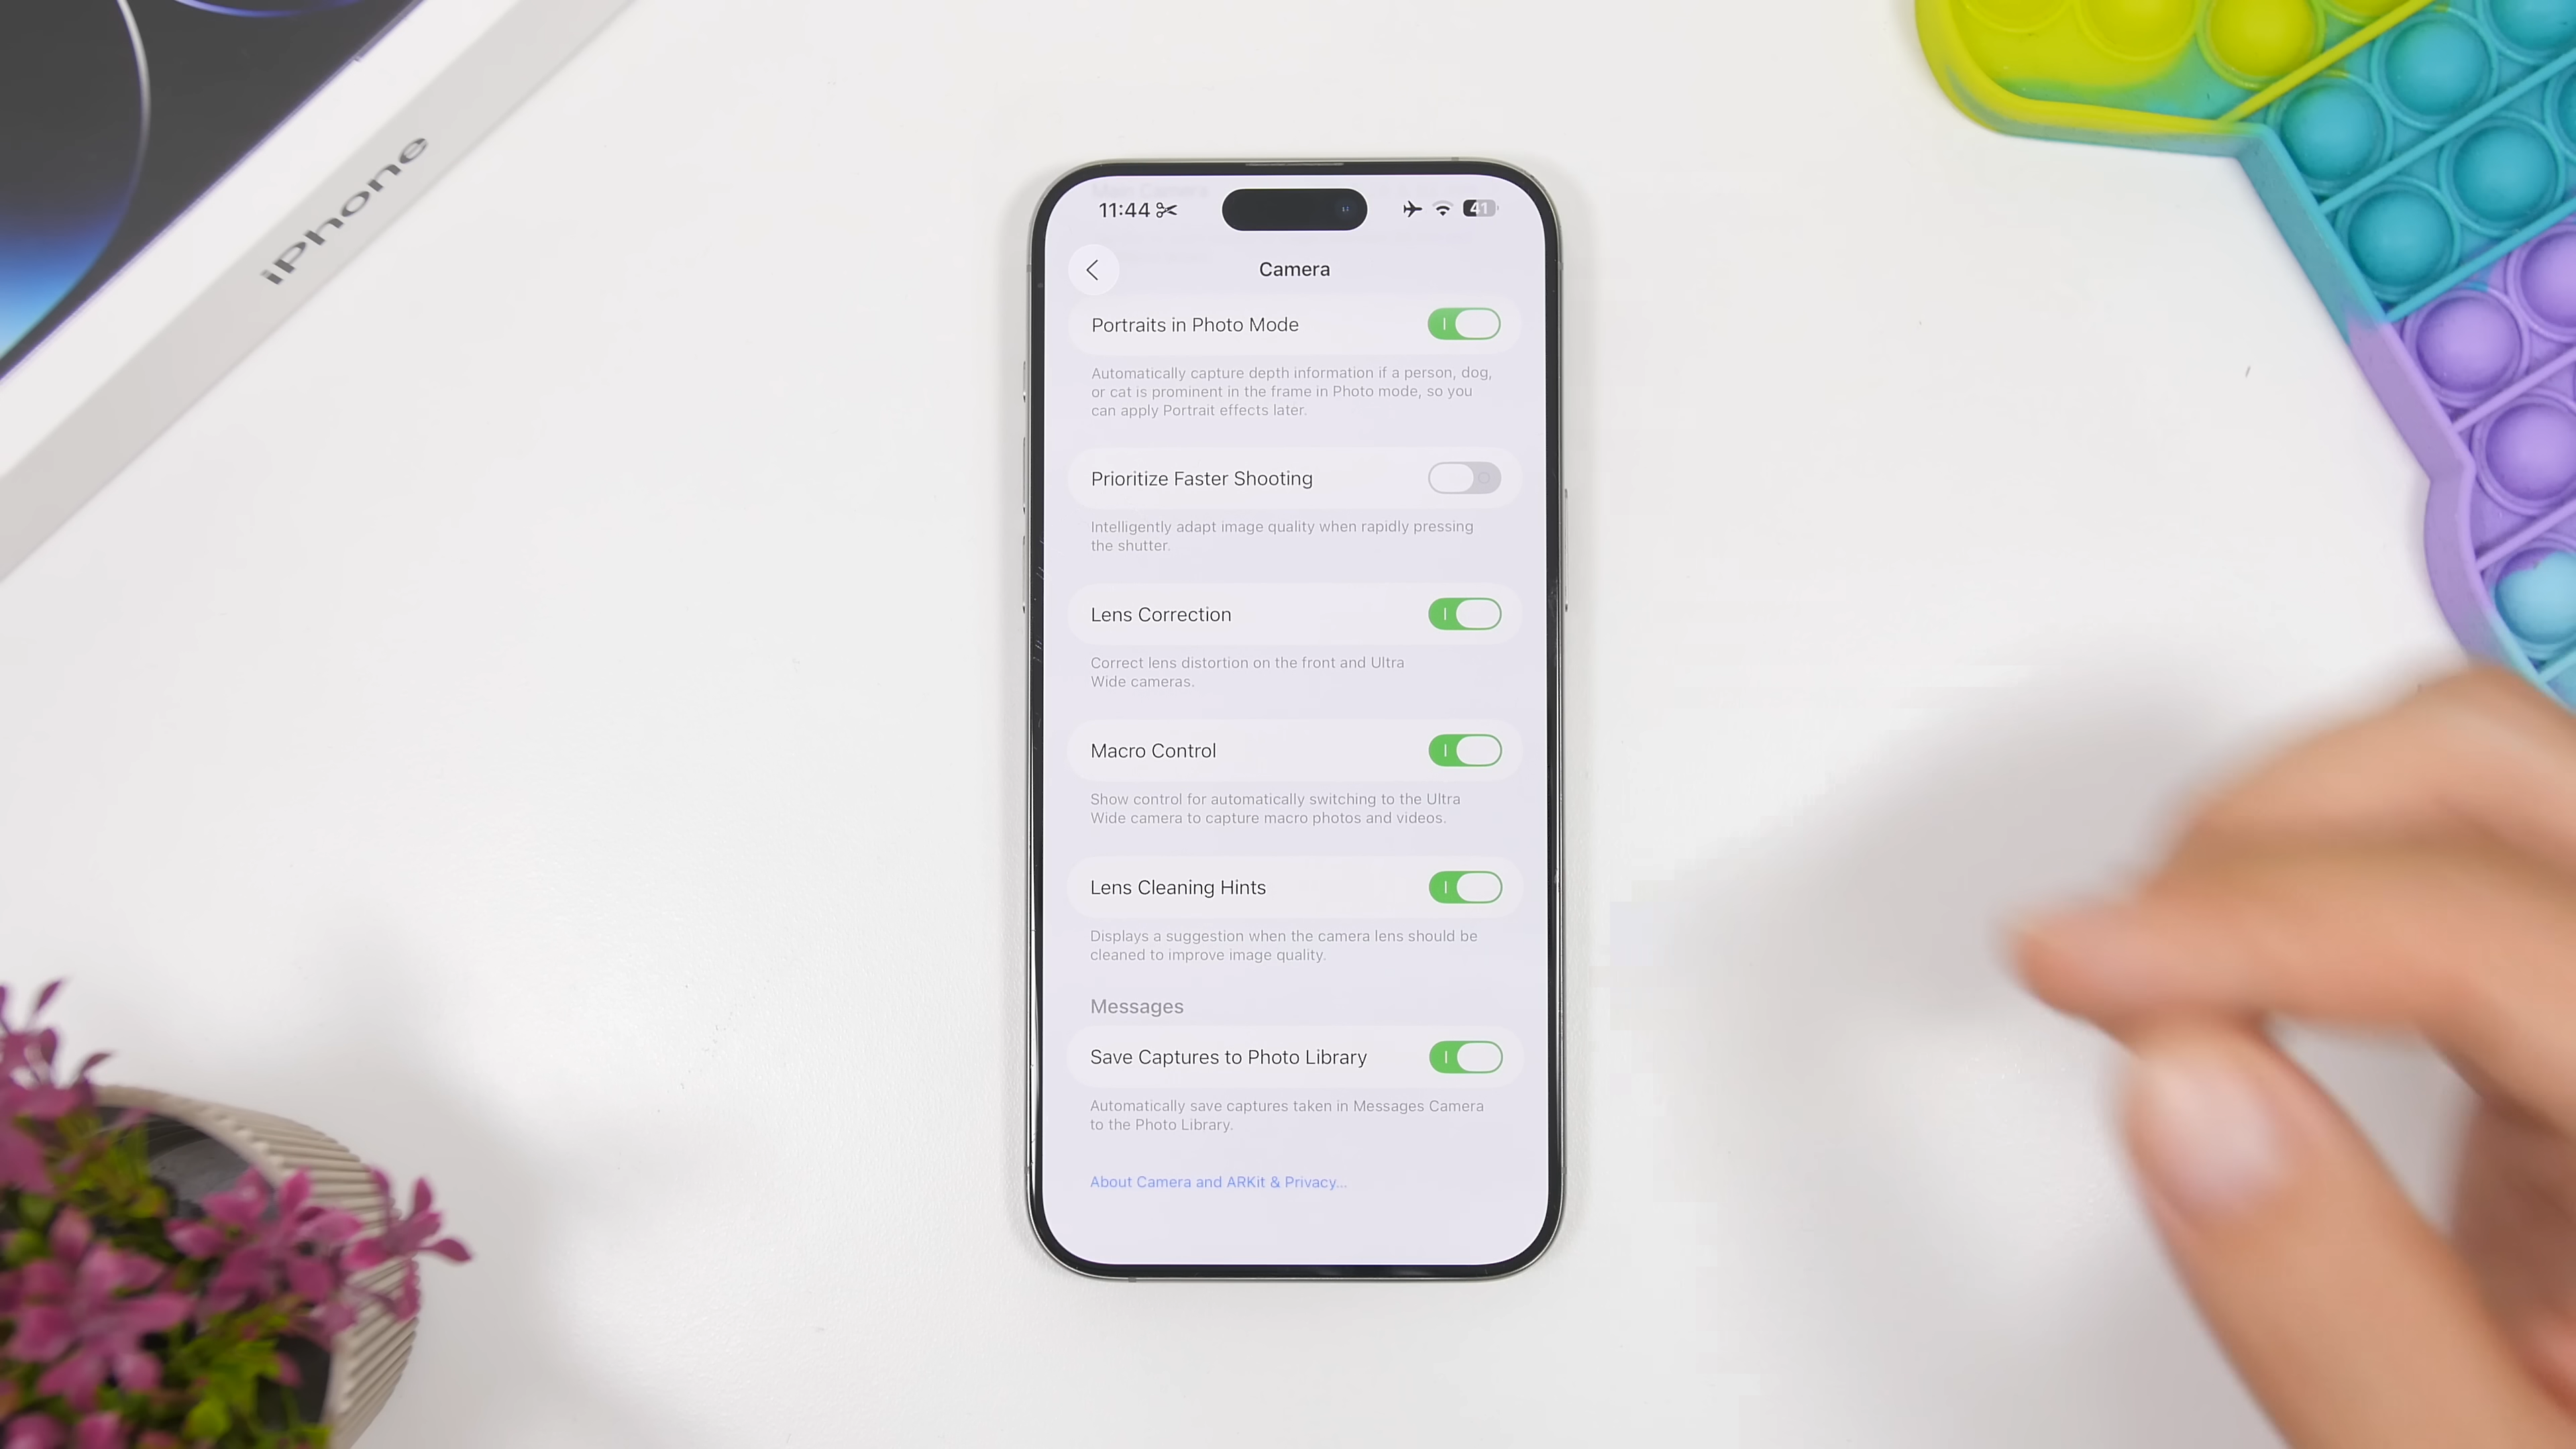 iPhone
11:44
41
Camera
Portraits in Photo Mode
Automatically capture depth information if a person, dog,
or cat is prominent in the frame in Photo mode, so you
can apply Portrait effects later.
Prioritize Faster Shooting
Intelligently adapt image quality when rapidly pressing
the shutter.
Lens Correction
Correct lens distortion on the front and Ultra
Wide cameras.
Macro Control
Show control for automatically switching to the Ultra
Wide camera to capture macro photos and videos.
Lens Cleaning Hints
Displays a suggestion when the camera lens should be
cleaned to improve image quality.
Messages
Save Captures to Photo Library
Automatically save captures taken in Messages Camera
to the Photo Library.
About Camera and ARKit & Privacy...